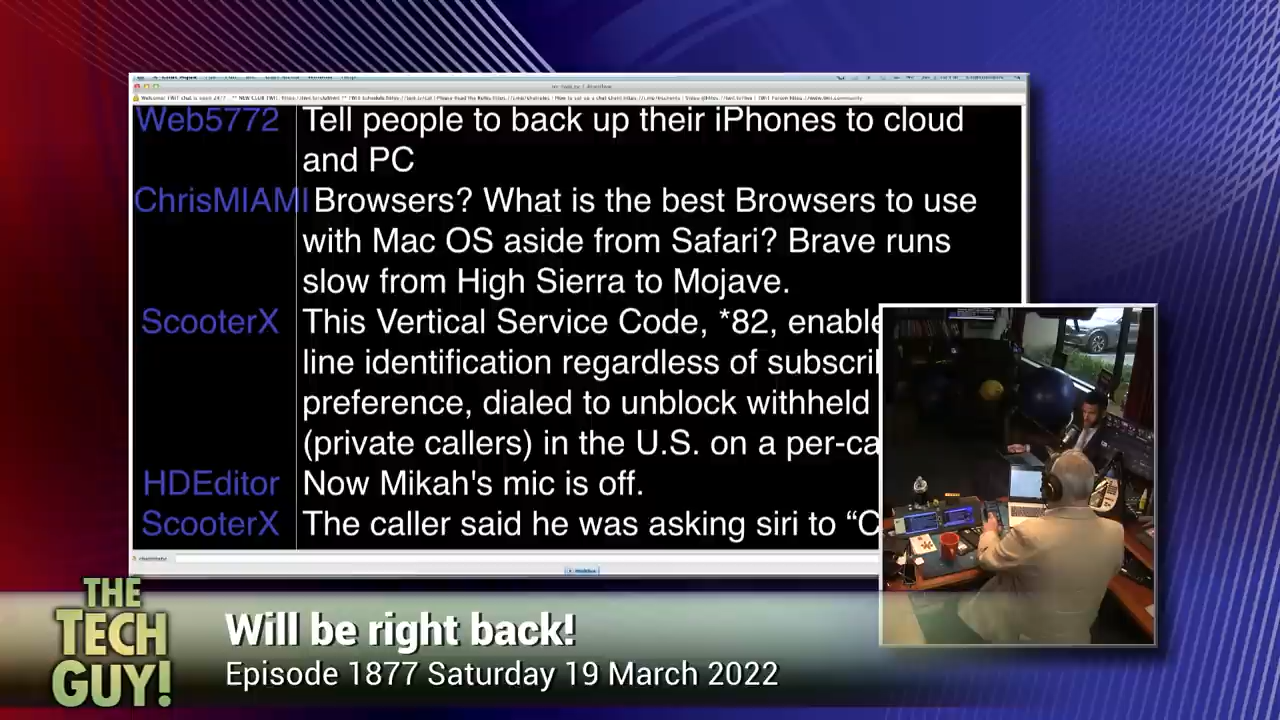 Web5772 Tell people to back up their iPhones to cloud
and PC
ChrisMIAMI Browsers? What is the best Browsers to use
with Mac OS aside from Safari? Brave runs
slow from High Sierra to Mojave.
ScooterX This Vertical Service Code, *82, enable
line identification regardless of subscri
preference, dialed to unblock withheld
(private callers) in the U.S. on a per-ca
HDEditor Now Mikah's mic is off.
ScooterX The caller said he was asking siri to “C
THE
TECH
GUY!
Will be right back!
Episode 1877 Saturday 19 March 2022